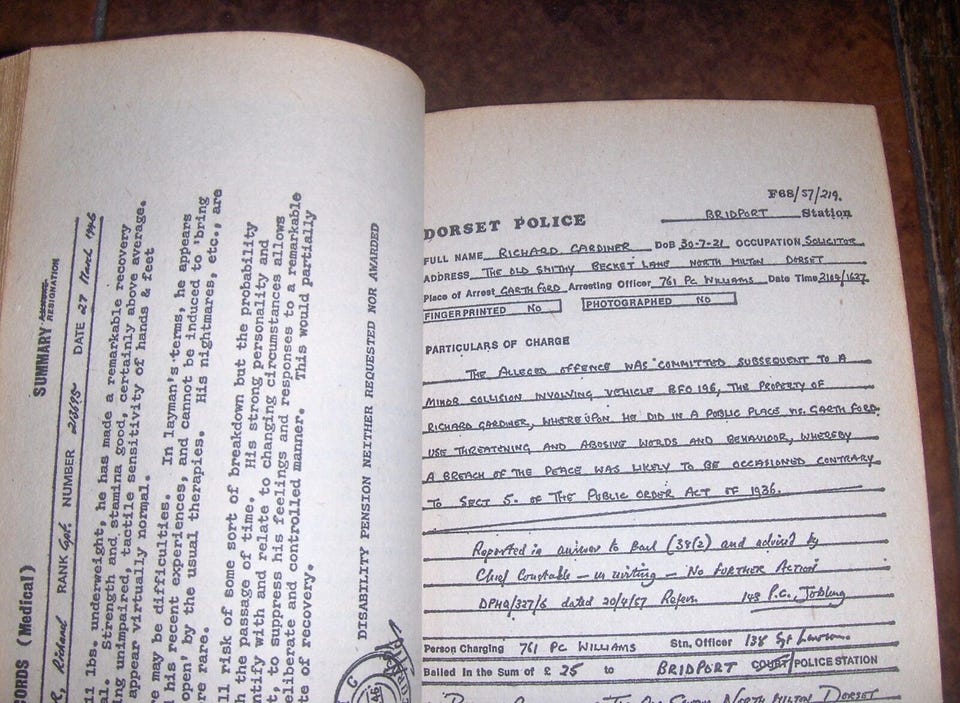 CORDS (Medical)
SUMMARY
RESIGNATION
R, Richard RANK Cpt. NUMBER DATE 27 March 1946
11 lbs. underweight, he has made a remarkable recovery
al. Strength and stamina good, certainly above average.
ng unimpaired, tactile sensitivity of hands & feet
appear virtually normal.
re may be difficulties. In layman's terms, he appears
his recent experiences, and cannot be induced to 'bring
open' by the usual therapies. His nightmares, etc., are
re rare.
ll risk of some sort of breakdown but the probability
h the passage of time. His strong personality and
ntify with and relate to changing circumstances allows
t, to suppress his feelings and responses to a remarkable
eliberate and controlled manner. This would partially
te of recovery.
DISABILITY PENSION NEITHER REQUESTED NOR AWARDED
F68/57/219.
DORSET POLICE BRIDPORT Station
FULL NAME RICHARD GARDINER DoB 30-7-21 OCCUPATION SOLICITOR
ADDRESS THE OLD SMITHY BECKET LANE NORTH MILTON DORSET
Place of Arrest GARTH FORD Arresting Officer 761 PC WILLIAMS Date Time
FINGERPRINTED No PHOTOGRAPHED NO
PARTICULARS OF CHARGE
THE ALLEGED OFFENCE WAS COMMITTED SUBSEQUENT TO A
MINOR COLLISION INVOLVING VEHICLE BFO 196, THE PROPERTY OF
RICHARD GARDINER, WHERE UPON HE DID IN A PUBLIC PLACE VIZ. GARTH FORD.
USE THREATENING AND ABUSIVE WORDS AND BEHAVIOUR, WHEREBY
A BREACH OF THE PEACE WAS LIKELY TO BE OCCASIONED CONTRARY
TO SECT 5. OF THE PUBLIC ORDER ACT OF 1936.
Reported in answer to Bail (38(2) and advised by
Chief Constable – in writing – No FURTHER ACTION
DPHQ/327/6 dated 20/4/57 Refers. 148 P.C. Jobling
Person Charging 761 PC WILLIAMS Stn. Officer 138 Sgt Lawson.
Bailed in the Sum of £ 25 to BRIDPORT COURT/POLICE STATION
THE OLD SMITHY NORTH MILTON DORSET